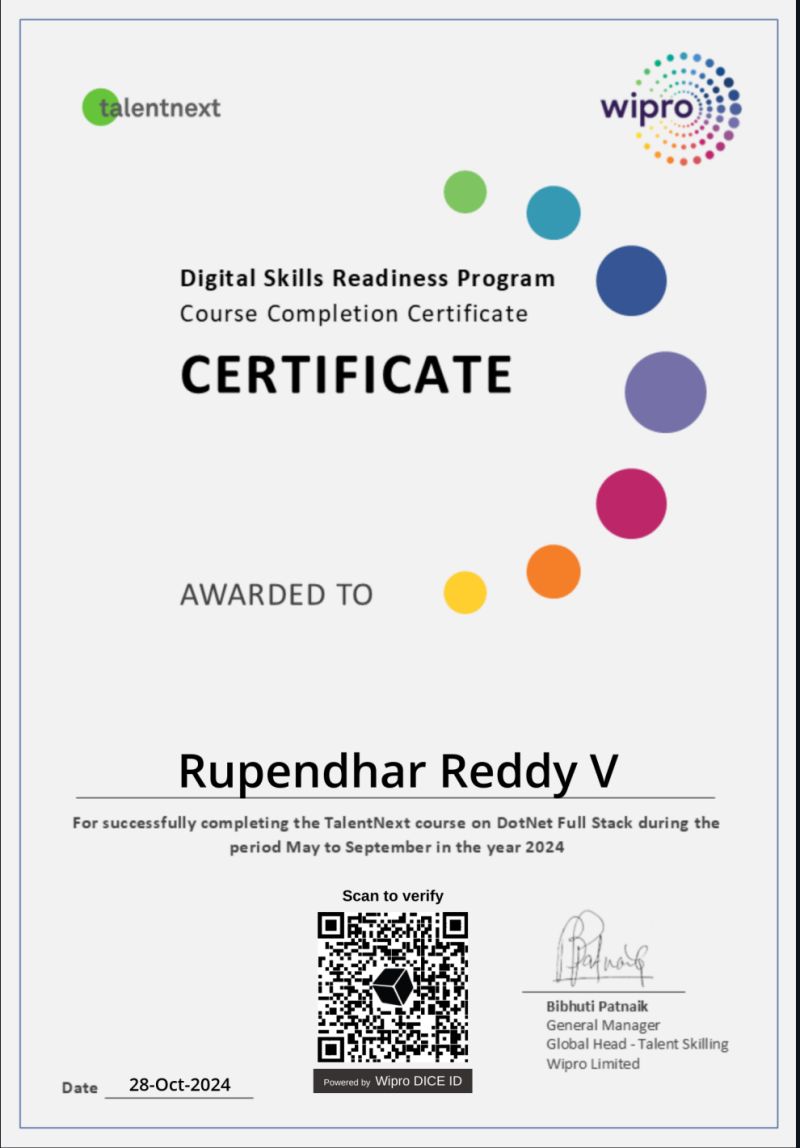 talentnext
wipro
Digital Skills Readiness Program
Course Completion Certificate
CERTIFICATE
AWARDED TO
Rupendhar Reddy V
For successfully completing the TalentNext course on DotNet Full Stack during the
period May to September in the year 2024
Scan to verify
BPatnaik
Bibhuti Patnaik
General Manager
Global Head - Talent Skilling
Wipro Limited
Powered by Wipro DICE ID
Date 28-Oct-2024